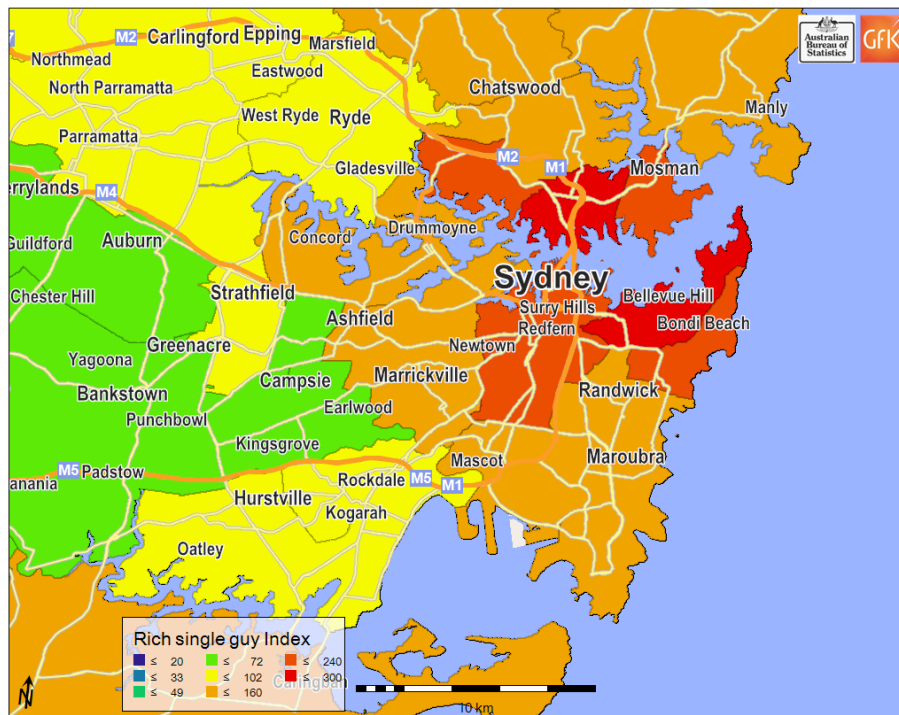 7
M2
Carlingford
Epping
Marsfield
Australian
Bureau of
Statistics
GfK
Northmead
Eastwood
North Parramatta
Chatswood
Manly
West Ryde
Ryde
Parramatta
Gladesville
M2
M1
Mosman
errylands
M4
Drummoyne
Concord
Guildford
Auburn
Sydney
Chester Hill
Strathfield
Bellevue Hill
Surry Hills
Ashfield
Redfern
Bondi Beach
Greenacre
Newtown
Yagoona
Marrickville
Campsie
Randwick
Bankstown
Earlwood
Punchbowl
Kingsgrove
Mascot
Maroubra
M5
Padstow
anania
Rockdale
M5
M1
Hurstville
Kogarah
Oatley
Rich single guy Index
≤ 20 ≤ 72 ≤ 240
≤ 33 ≤ 102 ≤ 300
≤ 49 ≤ 160
Caringbah
N
10 km